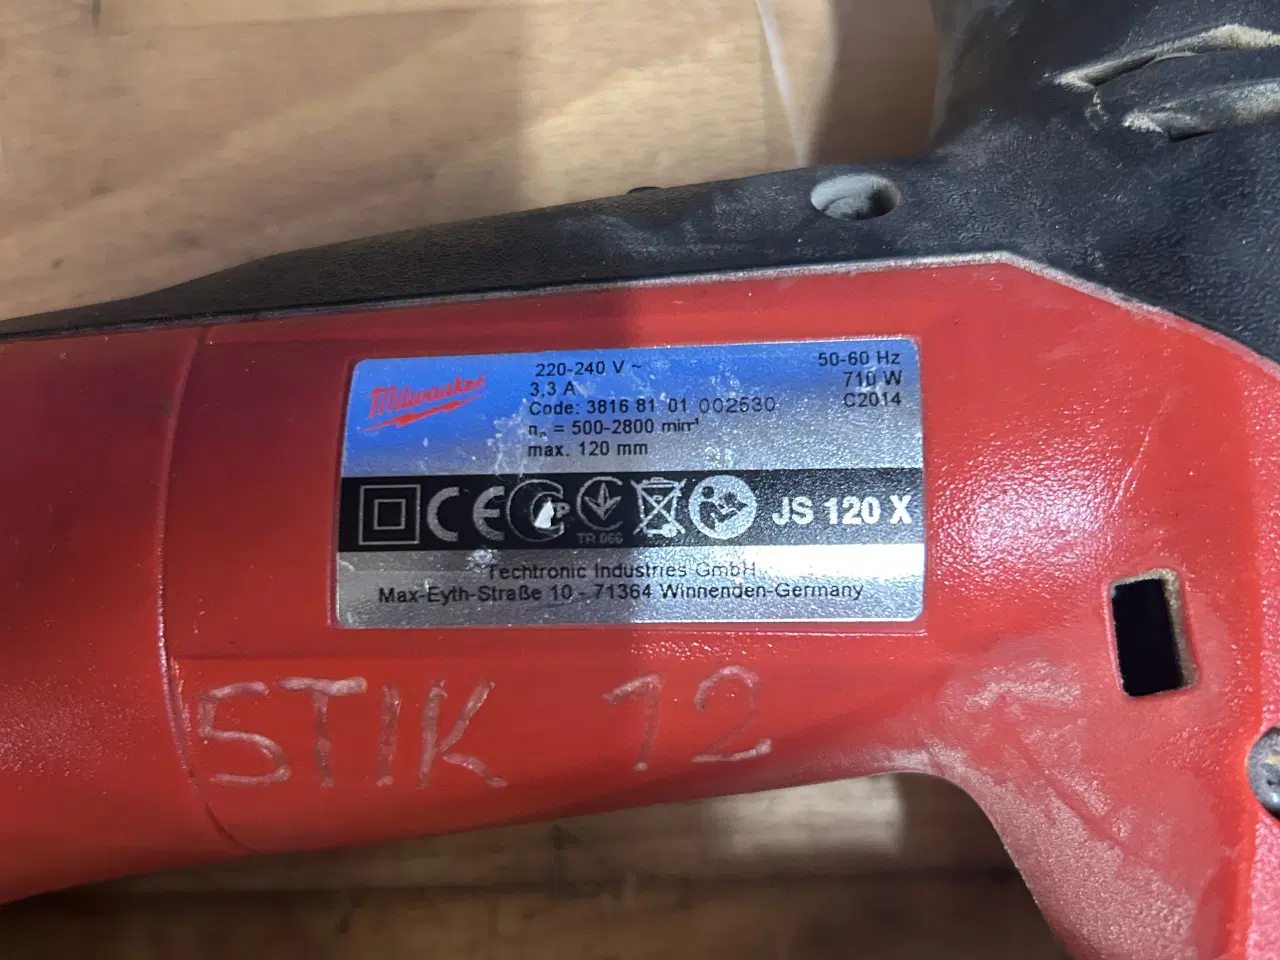 Milwaukee
220-240 V ~
50-60 Hz
3,3 A
710 W
Code: 3816 81 01 002530
C2014
n₀ = 500-2800 min⁻¹
max. 120 mm
CE
TR 066
JS 120 X
Techtronic Industries GmbH
Max-Eyth-Straße 10 - 71364 Winnenden-Germany
STIK 12